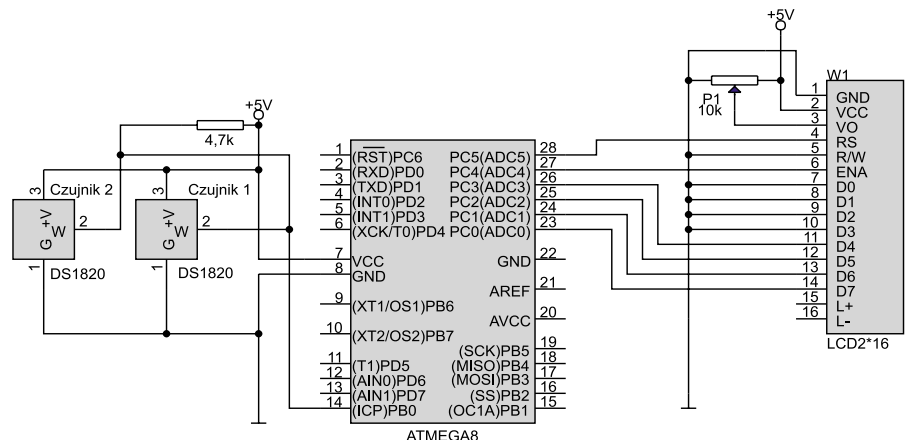 +5V
W1
P1
10k
1 GND
2 VCC
3 VO
4 RS
5 R/W
6 ENA
7 D0
8 D1
9 D2
10 D3
11 D4
12 D5
13 D6
14 D7
15 L+
16 L-
LCD2*16
+5V
4,7k
3 Czujnik 2
+V
W 2
G
1
DS1820
3 Czujnik 1
+V
W 2
G
1
DS1820
1 (RST)PC6 PC5(ADC5) 28
2 (RXD)PD0 PC4(ADC4) 27
3 (TXD)PD1 PC3(ADC3) 26
4 (INT0)PD2 PC2(ADC2) 25
5 (INT1)PD3 PC1(ADC1) 24
6 (XCK/T0)PD4 PC0(ADC0) 23
7 VCC GND 22
8 GND
AREF 21
9 (XT1/OS1)PB6
AVCC 20
10 (XT2/OS2)PB7
(SCK)PB5 19
11 (T1)PD5 (MISO)PB4 18
12 (AIN0)PD6 (MOSI)PB3 17
13 (AIN1)PD7 (SS)PB2 16
14 (ICP)PB0 (OC1A)PB1 15
ATMEGA8